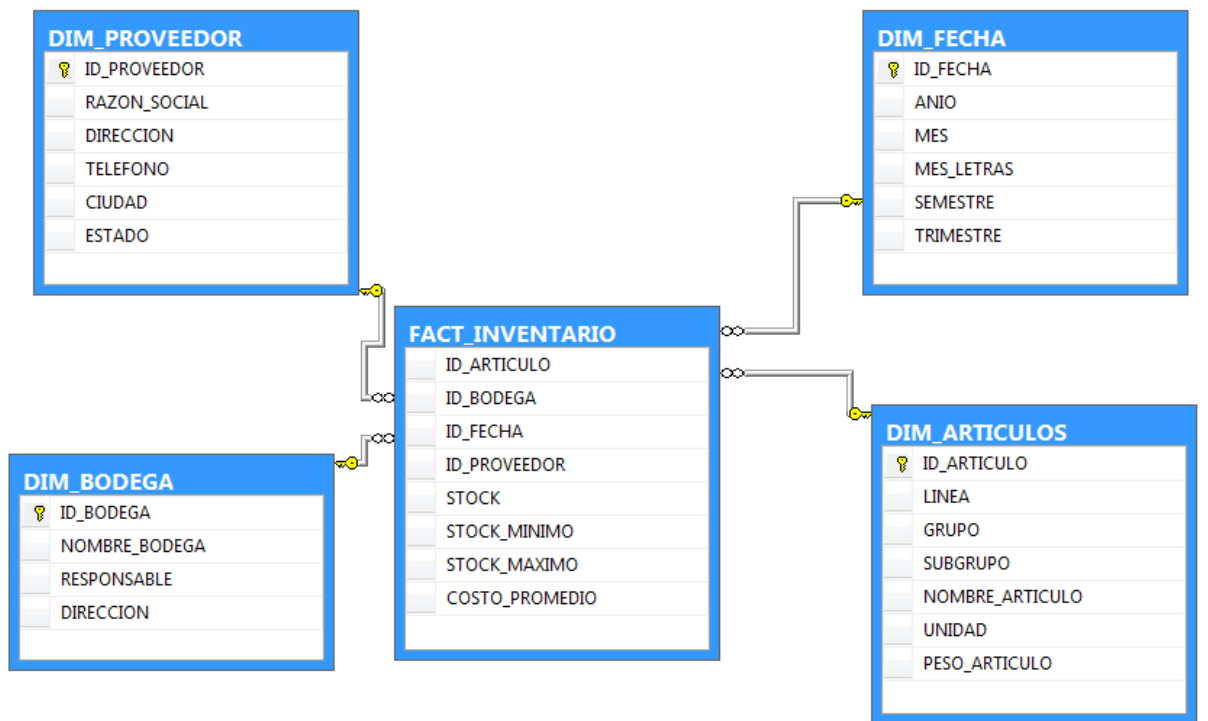 DIM_PROVEEDOR
ID_PROVEEDOR
RAZON_SOCIAL
DIRECCION
TELEFONO
CIUDAD
ESTADO
DIM_FECHA
ID_FECHA
ANIO
MES
MES_LETRAS
SEMESTRE
TRIMESTRE
FACT_INVENTARIO
ID_ARTICULO
ID_BODEGA
ID_FECHA
ID_PROVEEDOR
STOCK
STOCK_MINIMO
STOCK_MAXIMO
COSTO_PROMEDIO
DIM_BODEGA
ID_BODEGA
NOMBRE_BODEGA
RESPONSABLE
DIRECCION
DIM_ARTICULOS
ID_ARTICULO
LINEA
GRUPO
SUBGRUPO
NOMBRE_ARTICULO
UNIDAD
PESO_ARTICULO